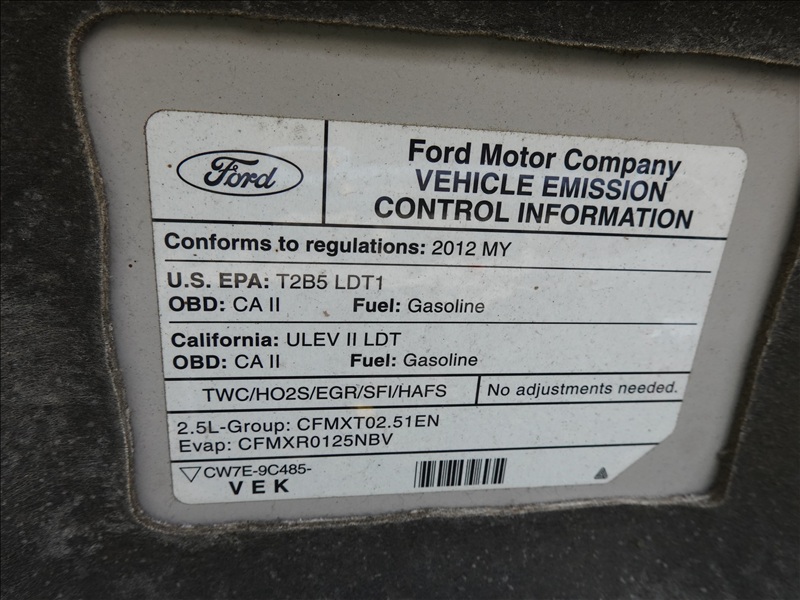 Ford
Ford Motor Company
VEHICLE EMISSION
CONTROL INFORMATION
Conforms to regulations: 2012 MY
U.S. EPA: T2B5 LDT1
OBD: CA II Fuel: Gasoline
California: ULEV II LDT
OBD: CA II Fuel: Gasoline
TWC/HO2S/EGR/SFI/HAFS No adjustments needed.
2.5L-Group: CFMXT02.51EN
Evap: CFMXR0125NBV
CW7E-9C485-
VEK